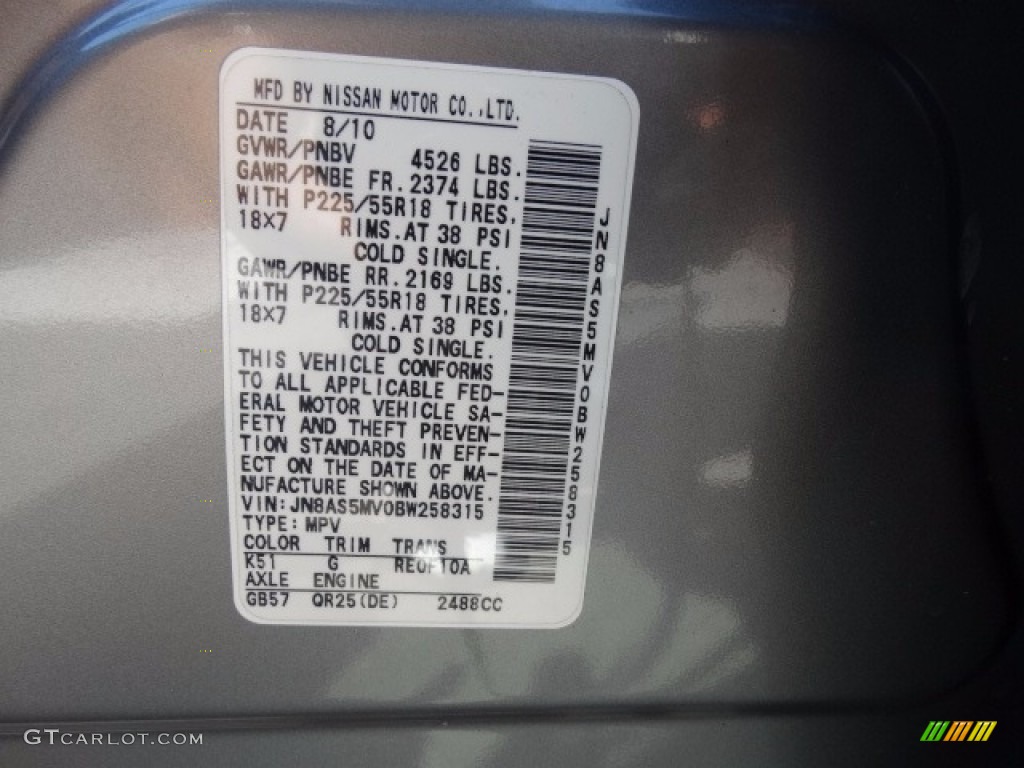 MFD BY NISSAN MOTOR CO.,LTD.
DATE 8/10
GVWR/PNBV 4526 LBS.
GAWR/PNBE FR. 2374 LBS.
WITH P225/55R18 TIRES.
18X7 RIMS. AT 38 PSI
COLD SINGLE.
GAWR/PNBE RR. 2169 LBS.
WITH P225/55R18 TIRES.
18X7 RIMS. AT 38 PSI
COLD SINGLE.
THIS VEHICLE CONFORMS
TO ALL APPLICABLE FED-
ERAL MOTOR VEHICLE SA-
FETY AND THEFT PREVEN-
TION STANDARDS IN EFF-
ECT ON THE DATE OF MA-
NUFACTURE SHOWN ABOVE.
VIN: JN8AS5MV0BW258315
TYPE: MPV
COLOR TRIM TRANS
K51 G RE0F10A
AXLE ENGINE
GB57 QR25(DE) 2488CC
JN8AS5MV0BW258315
GTCARLOT.COM